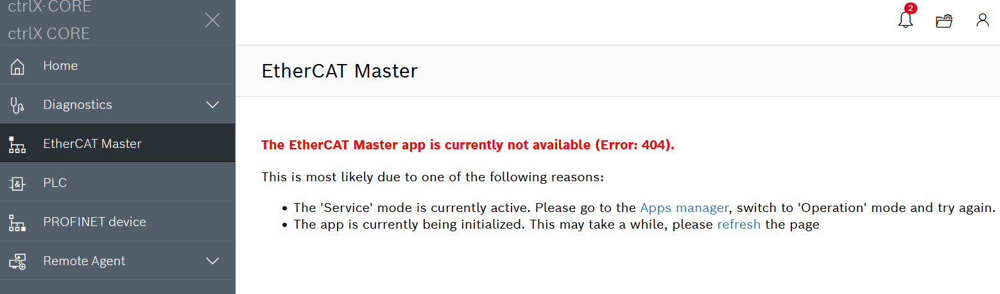 ctrlX-CORE
ctrlX CORE
2
Home
Diagnostics
EtherCAT Master
PLC
PROFINET device
Remote Agent
EtherCAT Master
The EtherCAT Master app is currently not available (Error: 404).
This is most likely due to one of the following reasons:
• The 'Service' mode is currently active. Please go to the Apps manager, switch to 'Operation' mode and try again.
• The app is currently being initialized. This may take a while, please refresh the page